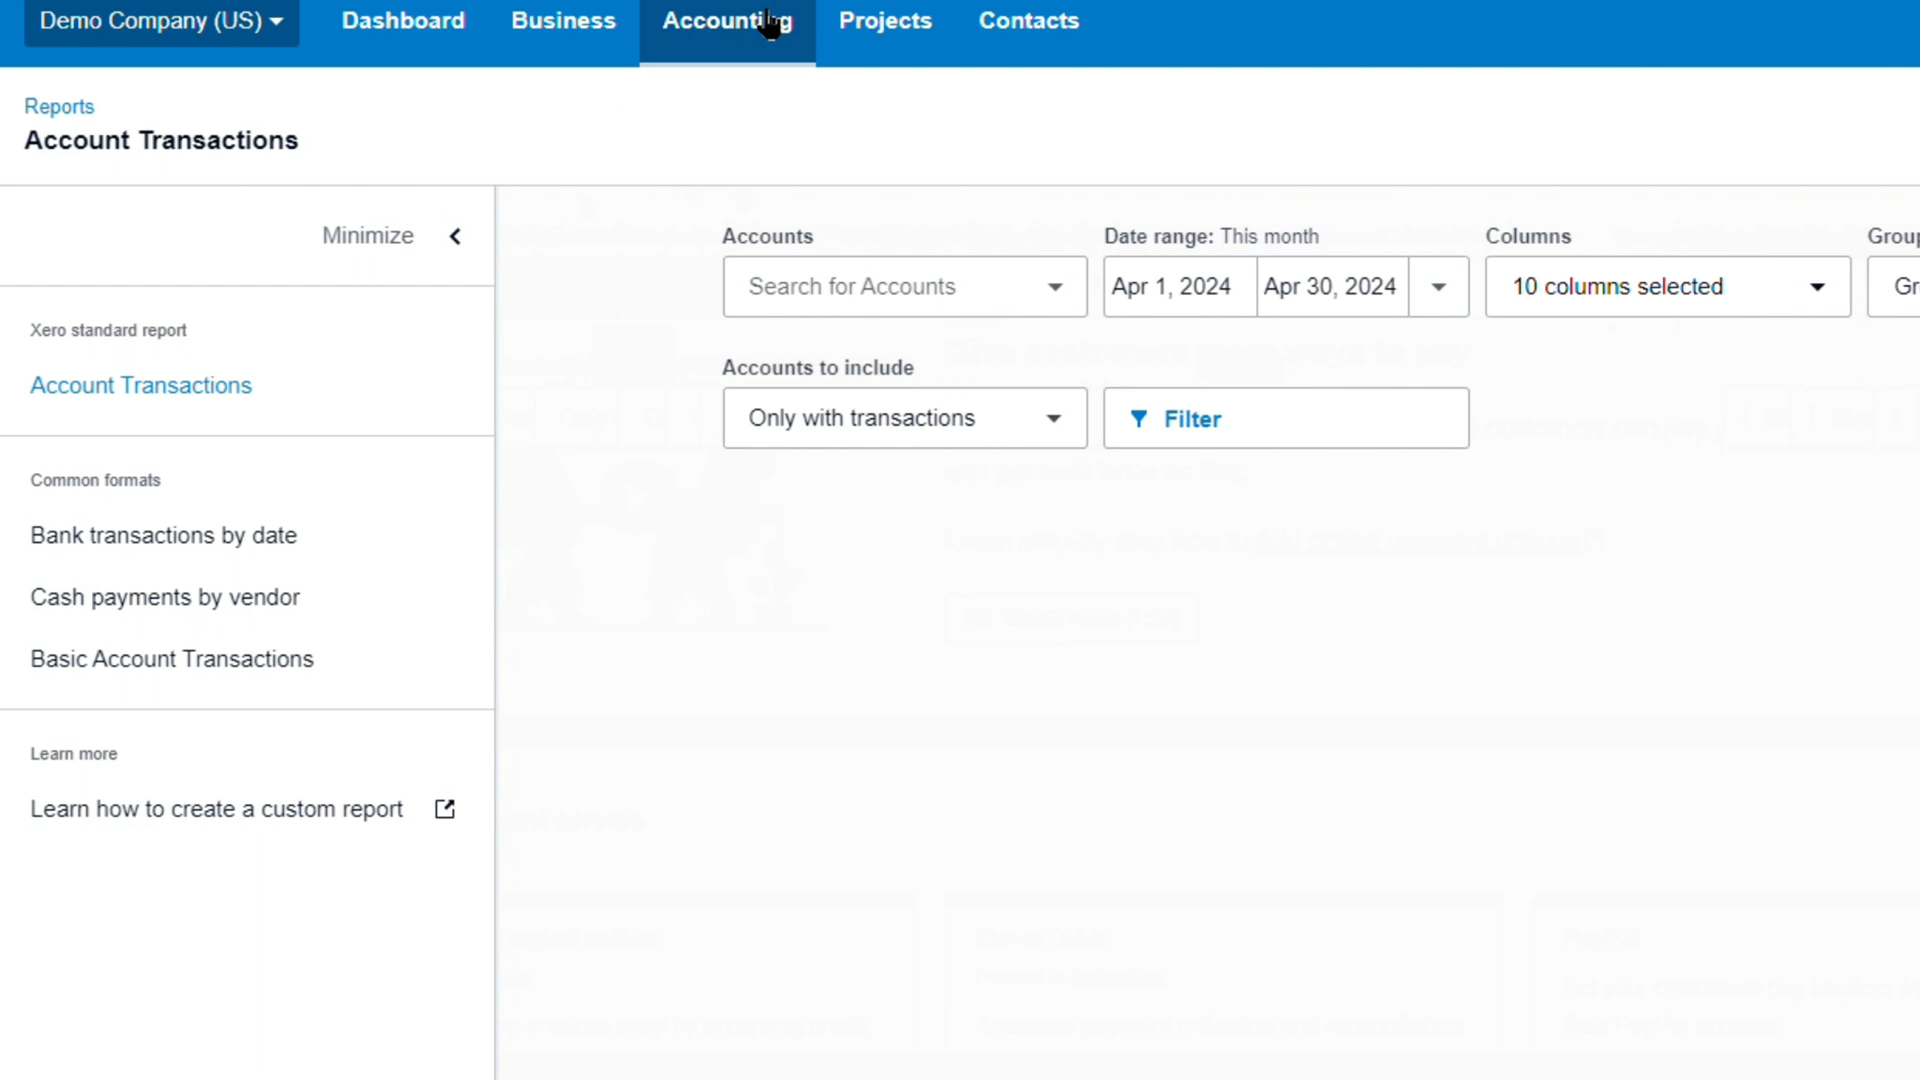 Demo Company (US) Dashboard Business Accounting Projects Contacts
Reports
Account Transactions
Minimize
Xero standard report
Account Transactions
Common formats
Bank transactions by date
Cash payments by vendor
Basic Account Transactions
Learn more
Learn how to create a custom report
Accounts Date range: This month Columns
Search for Accounts Apr 1, 2024 Apr 30, 2024 10 columns selected
Accounts to include
Only with transactions Filter